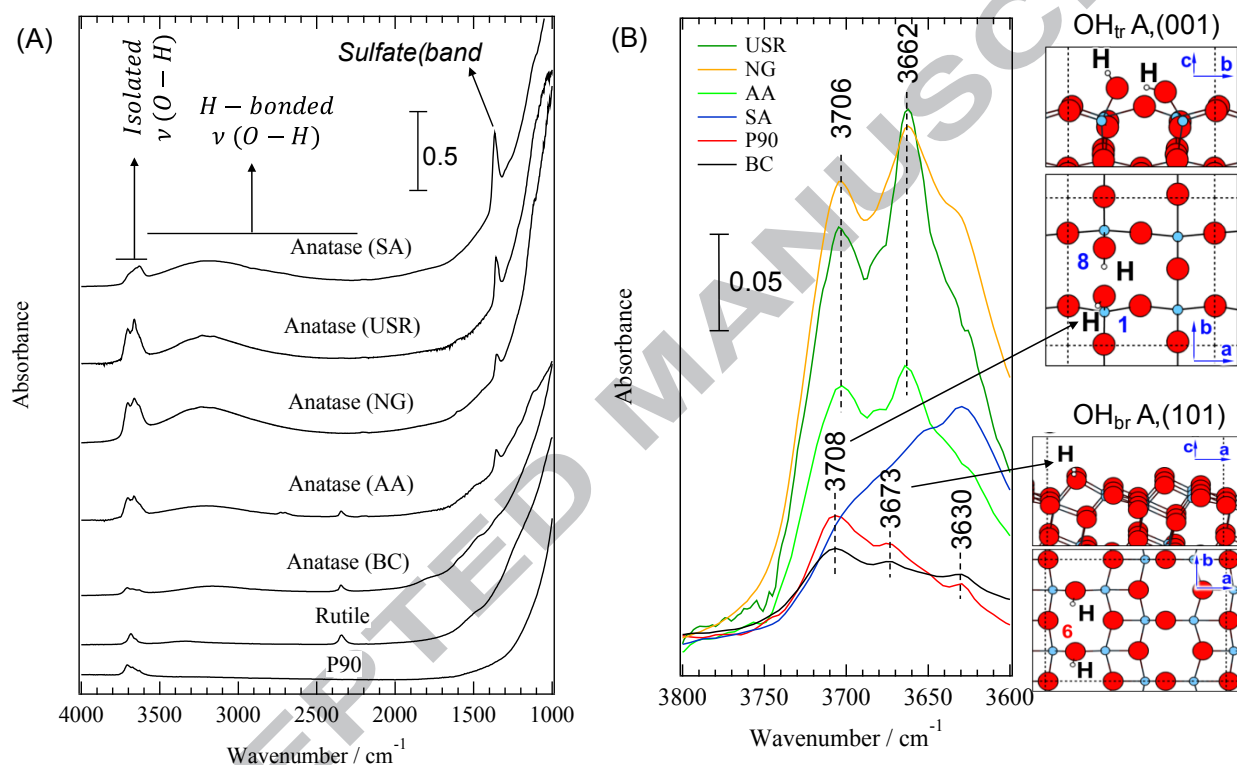 (A)
Isolated
ν (O − H)
H − bonded
ν (O − H)
Sulfate(band
0.5
Anatase (SA)
Anatase (USR)
Anatase (NG)
Anatase (AA)
Anatase (BC)
Rutile
P90
Absorbance
4000 3500 3000 2500 2000 1500 1000
Wavenumber / cm-1
(B)
USR
NG
AA
SA
P90
BC
3706
3662
0.05
3708
3673
3630
Absorbance
3800 3750 3700 3650 3600
Wavenumber / cm-1
OHtr A,(001)
H
H
c
b
8
H
H
1
b
a
OHbr A,(101)
H
c
a
b
a
H
6
H
EPTED MANUSC